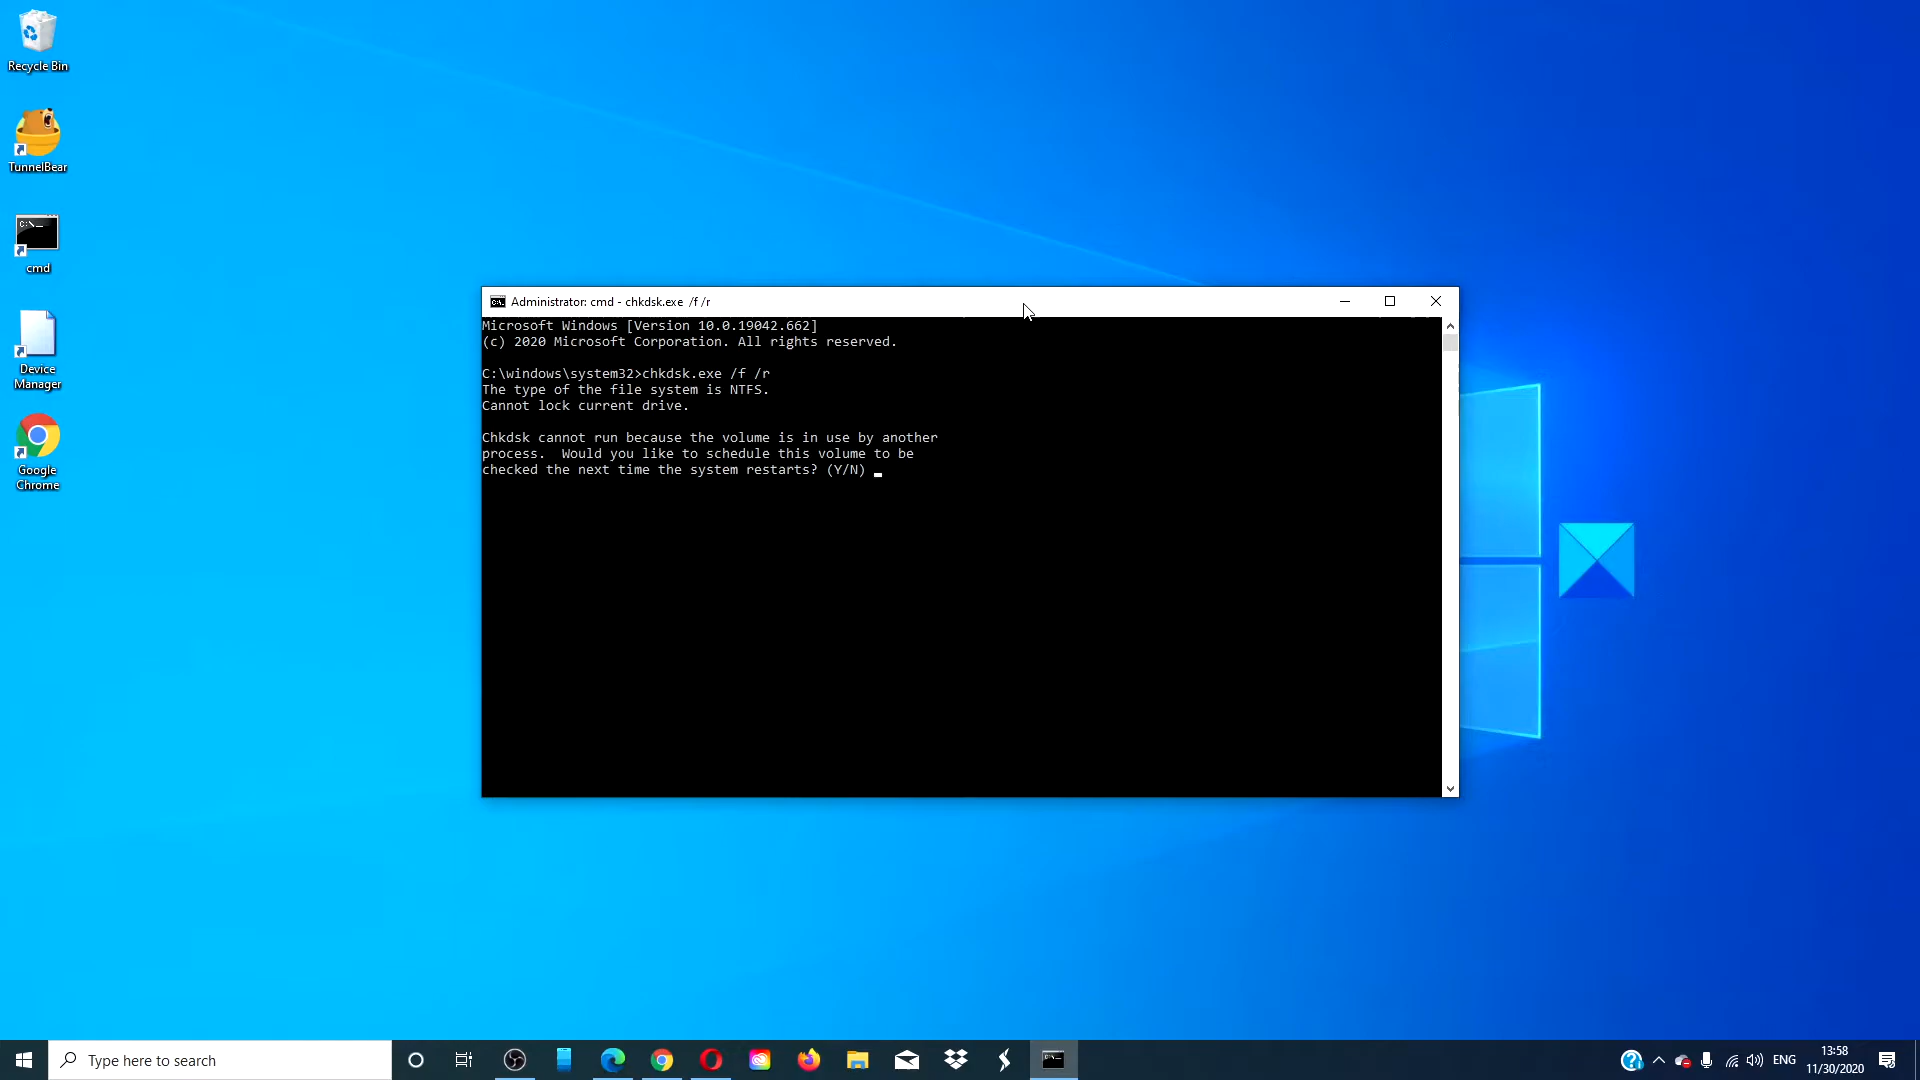 Recycle Bin
TunnelBear
cmd
Device
Manager
Google
Chrome
Administrator: cmd - chkdsk.exe /f /r
Microsoft Windows [Version 10.0.19042.662]
(c) 2020 Microsoft Corporation. All rights reserved.
C:\windows\system32>chkdsk.exe /f /r
The type of the file system is NTFS.
Cannot lock current drive.
Chkdsk cannot run because the volume is in use by another
process.  Would you like to schedule this volume to be
checked the next time the system restarts? (Y/N)
Type here to search
ENG
13:58
11/30/2020